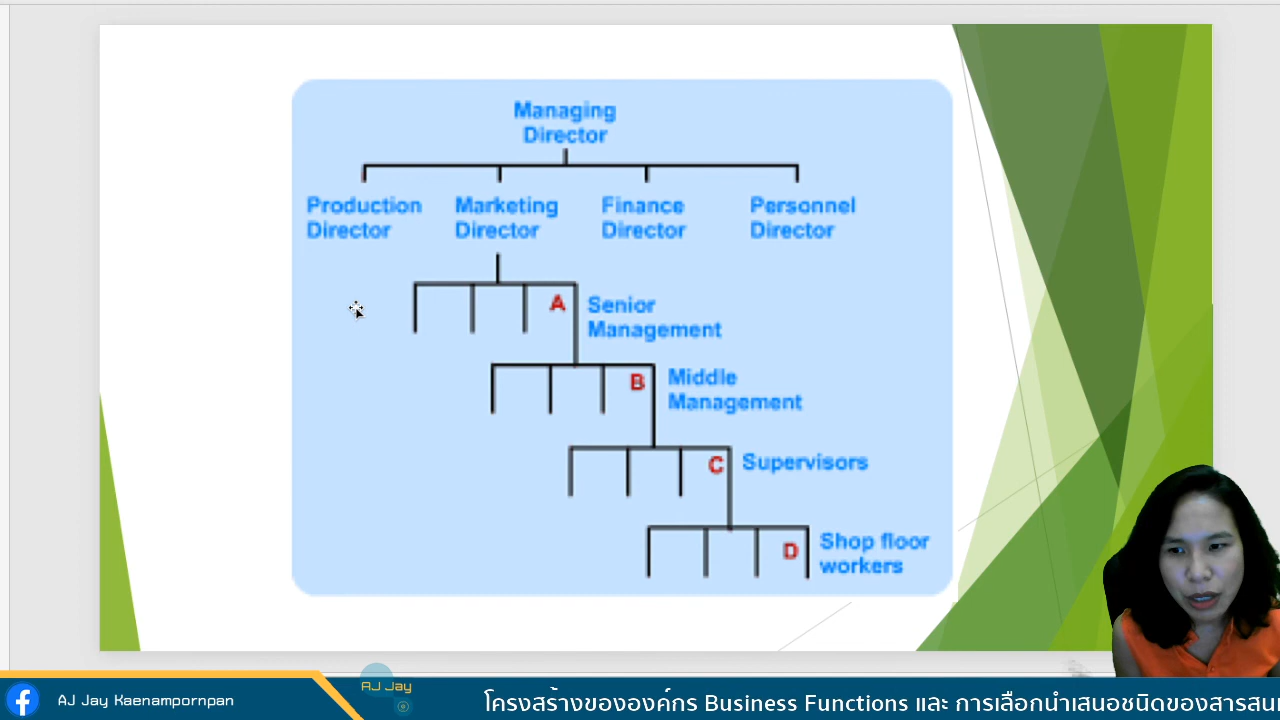 Managing
Director
Production
Director
Marketing
Director
Finance
Director
Personnel
Director
A
Senior
Management
B
Middle
Management
C
Supervisors
D
Shop floor
workers
AJ Jay Kaenampornpan
AJ Jay
โครงสร้างขององค์กร Business Functions และ การเลือกนำเสนอชนิดของสารสน